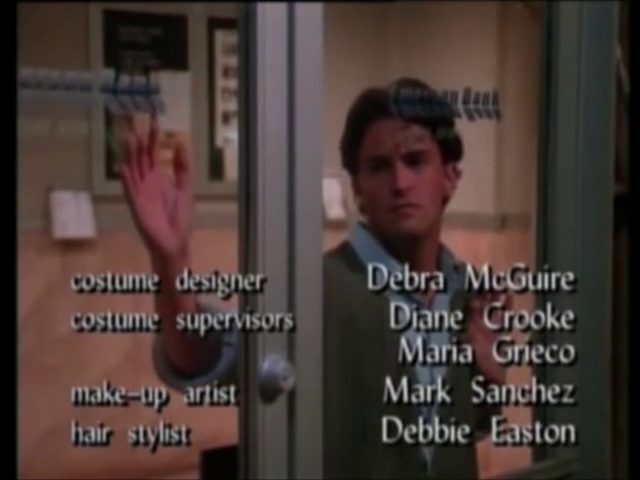 costume designer Debra McGuire
costume supervisors Diane Crooke
Maria Grieco
make-up artist Mark Sanchez
hair stylist Debbie Easton